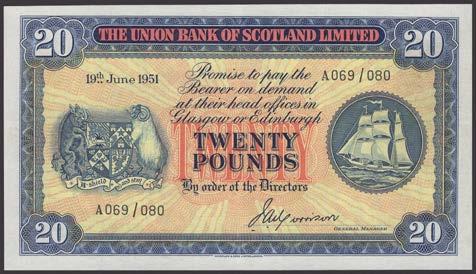 20 THE UNION BANK OF SCOTLAND LIMITED 20
19th June 1951
Promise to pay the
Bearer on demand
at their head offices in
Glasgow or Edinburgh
A069/080
TWENTY
TWENTY
POUNDS
By order of the Directors
A069/080
GENERAL MANAGER
20 20